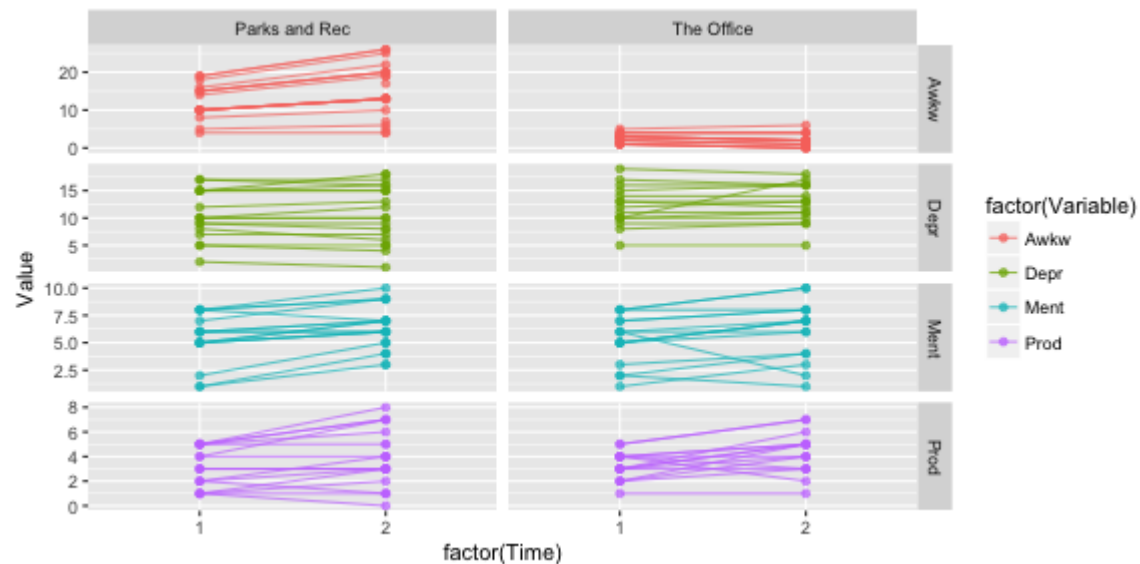 Parks and Rec
The Office
20
10
0
Awkw
15
10
5
Depr
10.0
7.5
5.0
2.5
Ment
8
6
4
2
0
Prod
1
2
1
2
Value
factor(Time)
factor(Variable)
Awkw
Depr
Ment
Prod